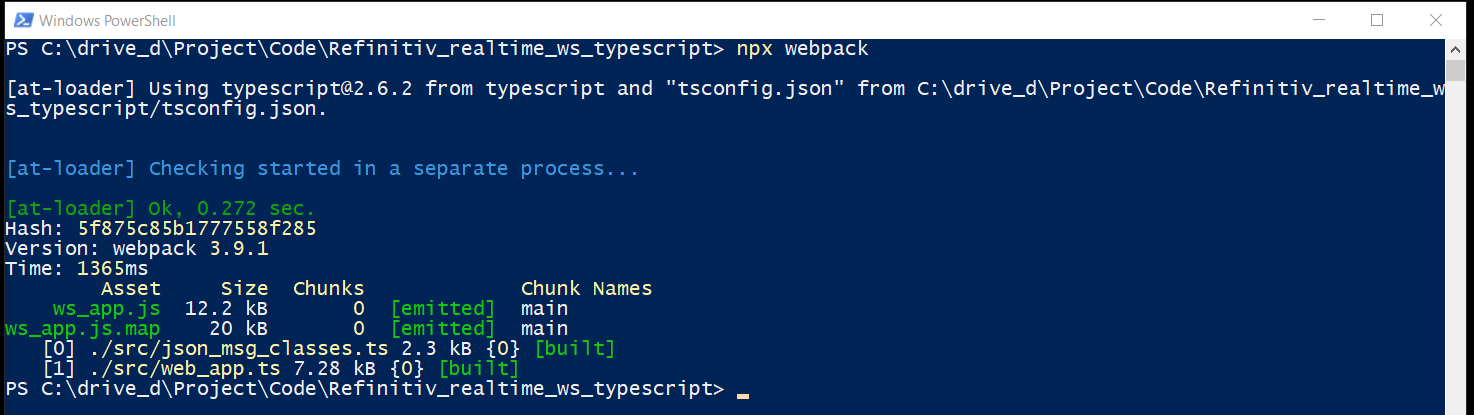 Windows PowerShell
PS C:\drive_d\Project\Code\Refinitiv_realtime_ws_typescript> npx webpack
[at-loader] Using typescript@2.6.2 from typescript and "tsconfig.json" from C:\drive_d\Project\Code\Refinitiv_realtime_w
s_typescript/tsconfig.json.
[at-loader] Checking started in a separate process...
[at-loader] Ok, 0.272 sec.
Hash: 5f875c85b1777558f285
Version: webpack 3.9.1
Time: 1365ms
Asset Size Chunks Chunk Names
ws_app.js 12.2 kB 0 [emitted] main
ws_app.js.map 20 kB 0 [emitted] main
[0] ./src/json_msg_classes.ts 2.3 kB {0} [built]
[1] ./src/web_app.ts 7.28 kB {0} [built]
PS C:\drive_d\Project\Code\Refinitiv_realtime_ws_typescript>